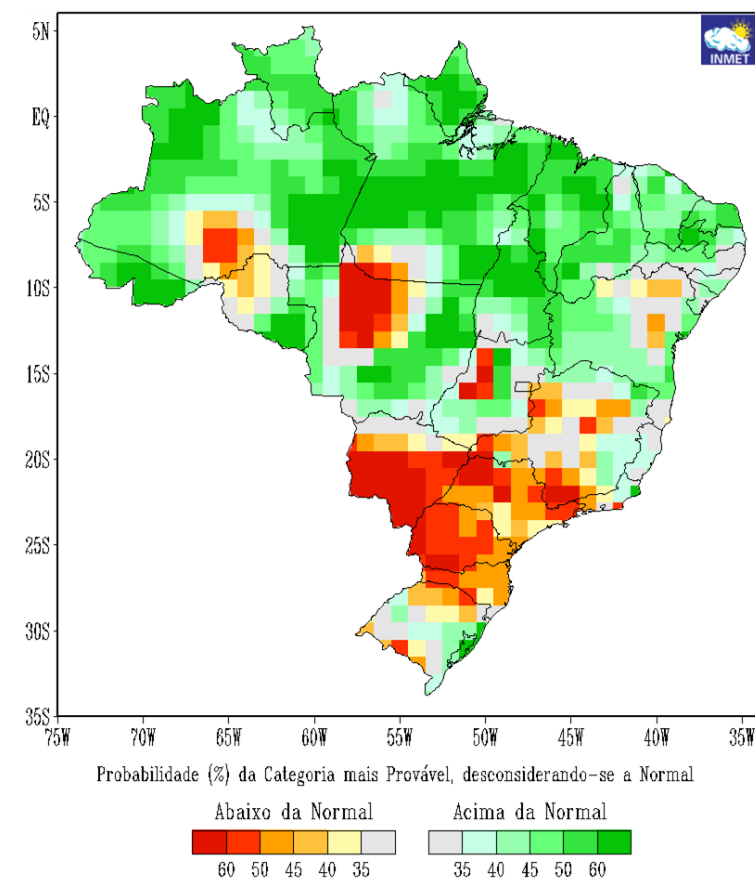 INMET
5N
EQ
5S
10S
15S
20S
25S
30S
35S
75W 70W 65W 60W 55W 50W 45W 40W 35W
Probabilidade (%) da Categoria mais Provável, desconsiderando-se a Normal
Abaixo da Normal Acima da Normal
60 50 45 40 35 35 40 45 50 60